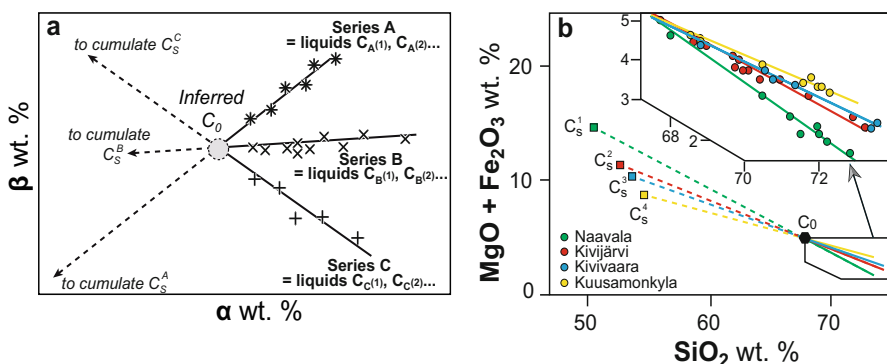 a
to cumulate C_S^C
Inferred
C_0
Series A
= liquids C_A(1), C_A(2)...
to cumulate
C_S^B
Series B
= liquids C_B(1), C_B(2)...
to cumulate C_S^A
Series C
= liquids C_C(1), C_C(2)...
β wt. %
α wt. %
b
5
4
3
68
2
70
72
20
10
0
C_s^1
C_s^2
C_s^3
C_s^4
C_0
Naavala
Kivijärvi
Kivivaara
Kuusamonkyla
50
60
70
MgO + Fe₂O₃ wt. %
SiO₂ wt. %